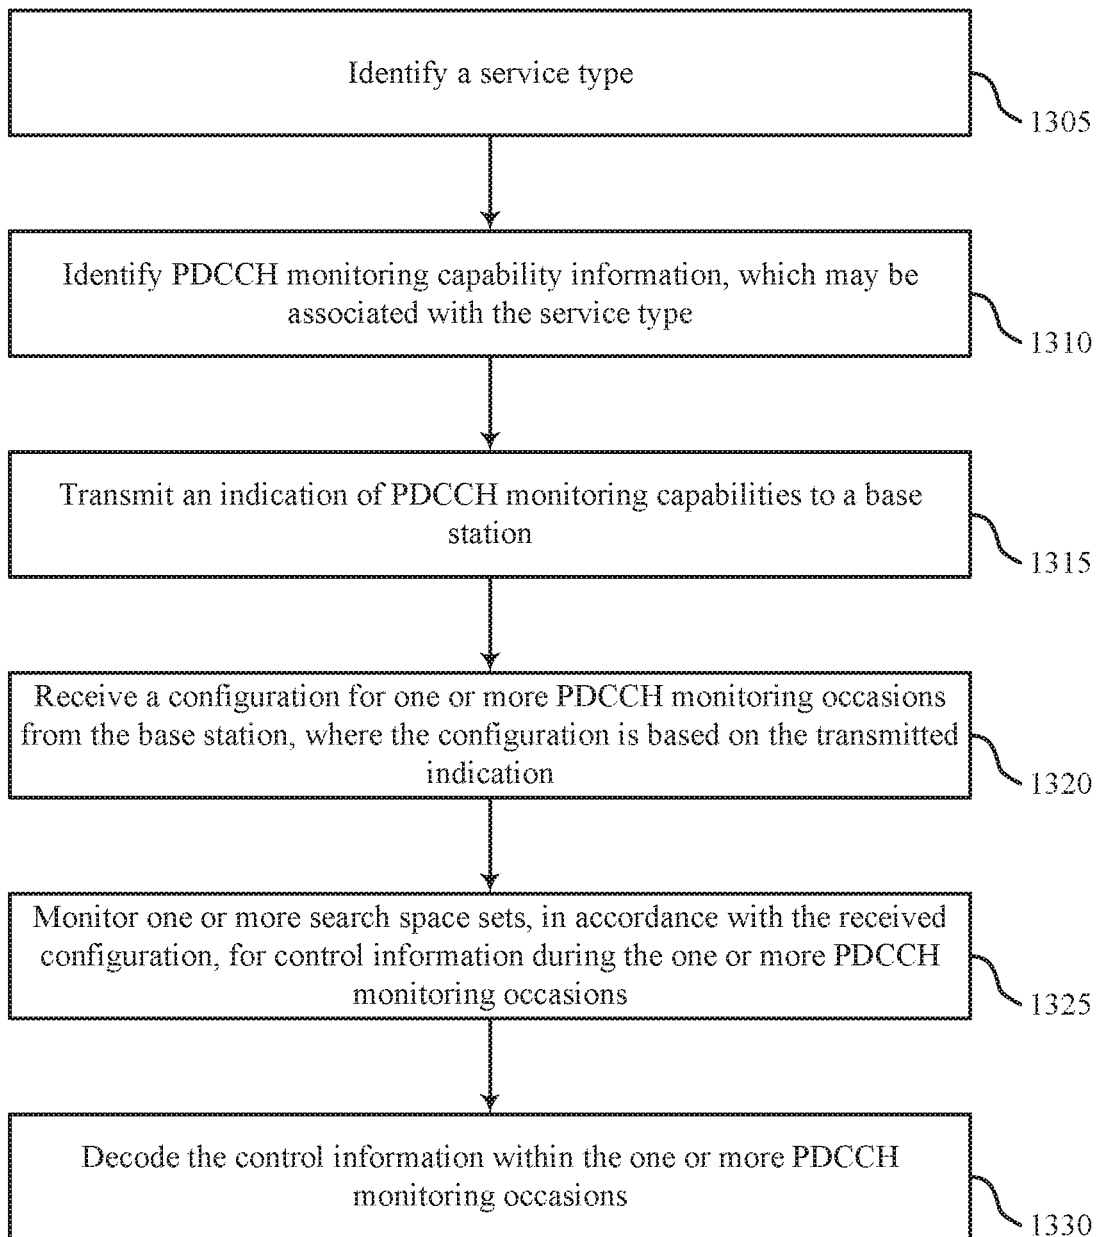 Identify a service type
1305
Identify PDCCH monitoring capability information, which may be
associated with the service type
1310
Transmit an indication of PDCCH monitoring capabilities to a base
station
1315
Receive a configuration for one or more PDCCH monitoring occasions
from the base station, where the configuration is based on the transmitted
indication
1320
Monitor one or more search space sets, in accordance with the received
configuration, for control information during the one or more PDCCH
monitoring occasions
1325
Decode the control information within the one or more PDCCH
monitoring occasions
1330